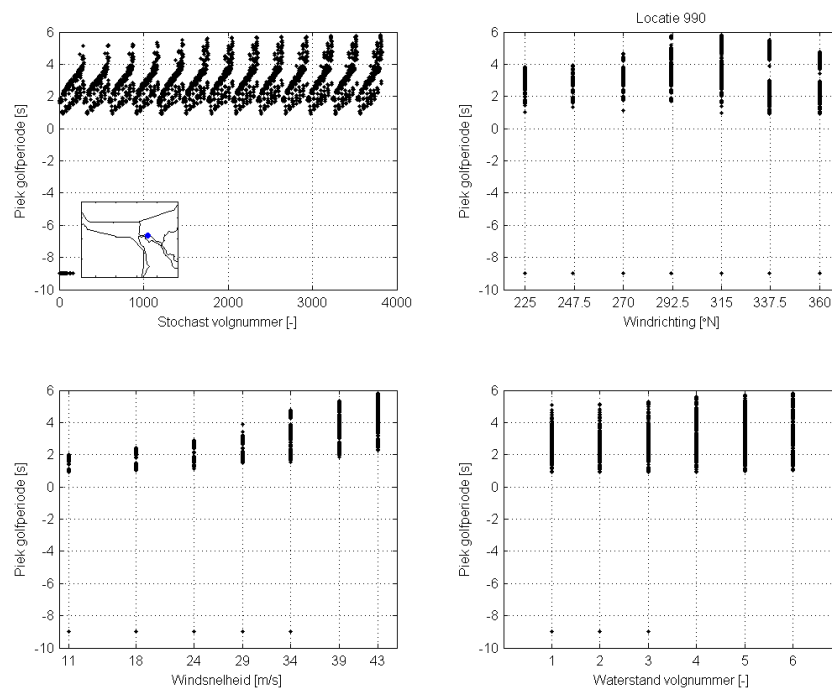 Locatie 990
6
4
2
0
-2
-4
-6
-8
-10
Piek golfperiode [s]
0 1000 2000 3000 4000
Stochast volgnummer [-]
6
4
2
0
-2
-4
-6
-8
-10
Piek golfperiode [s]
225 247.5 270 292.5 315 337.5 360
Windrichting [°N]
6
4
2
0
-2
-4
-6
-8
-10
Piek golfperiode [s]
11 18 24 29 34 39 43
Windsnelheid [m/s]
6
4
2
0
-2
-4
-6
-8
-10
Piek golfperiode [s]
1 2 3 4 5 6
Waterstand volgnummer [-]